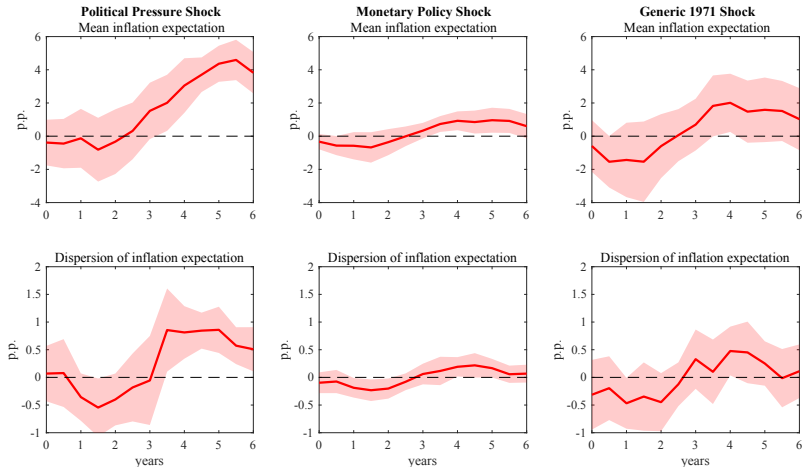 Political Pressure Shock
Mean inflation expectation
6
4
2
0
-2
-4
p.p.
0 1 2 3 4 5 6
Monetary Policy Shock
Mean inflation expectation
6
4
2
0
-2
-4
p.p.
0 1 2 3 4 5 6
Generic 1971 Shock
Mean inflation expectation
6
4
2
0
-2
-4
p.p.
0 1 2 3 4 5 6
Dispersion of inflation expectation
2
1.5
1
0.5
0
-0.5
-1
p.p.
0 1 2 3 4 5 6
years
Dispersion of inflation expectation
2
1.5
1
0.5
0
-0.5
-1
p.p.
0 1 2 3 4 5 6
years
Dispersion of inflation expectation
2
1.5
1
0.5
0
-0.5
-1
p.p.
0 1 2 3 4 5 6
years